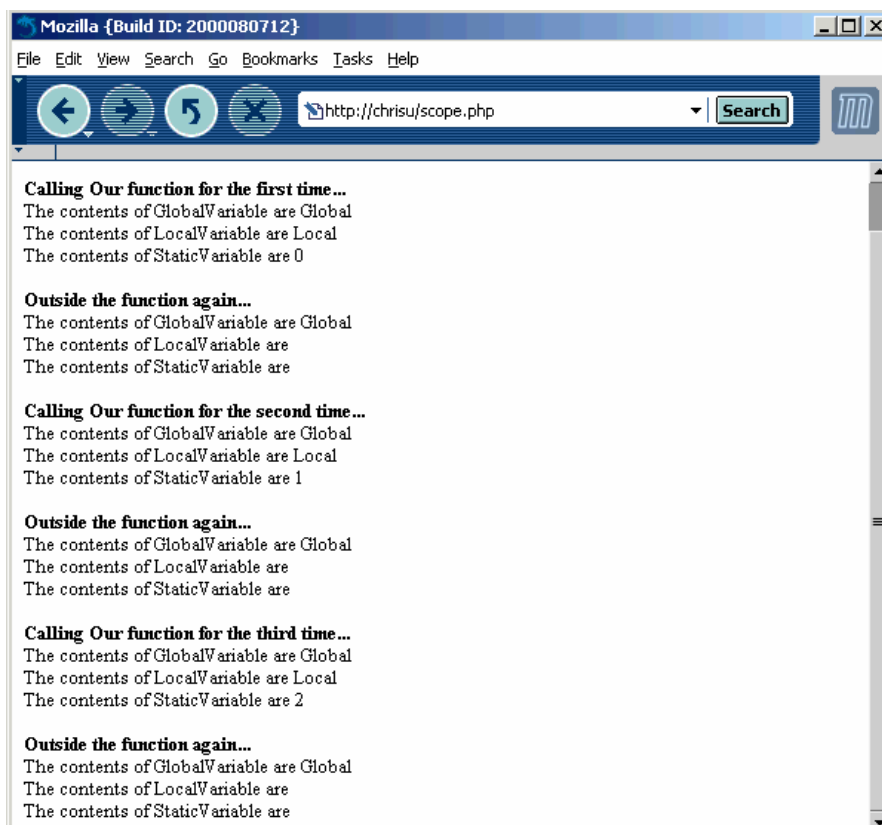 Mozilla {Build ID: 2000080712}
File Edit View Search Go Bookmarks Tasks Help
http://chrisu/scope.php Search
Calling Our function for the first time...
The contents of GlobalVariable are Global
The contents of LocalVariable are Local
The contents of StaticVariable are 0
Outside the function again...
The contents of GlobalVariable are Global
The contents of LocalVariable are
The contents of StaticVariable are
Calling Our function for the second time...
The contents of GlobalVariable are Global
The contents of LocalVariable are Local
The contents of StaticVariable are 1
Outside the function again...
The contents of GlobalVariable are Global
The contents of LocalVariable are
The contents of StaticVariable are
Calling Our function for the third time...
The contents of GlobalVariable are Global
The contents of LocalVariable are Local
The contents of StaticVariable are 2
Outside the function again...
The contents of GlobalVariable are Global
The contents of LocalVariable are
The contents of StaticVariable are